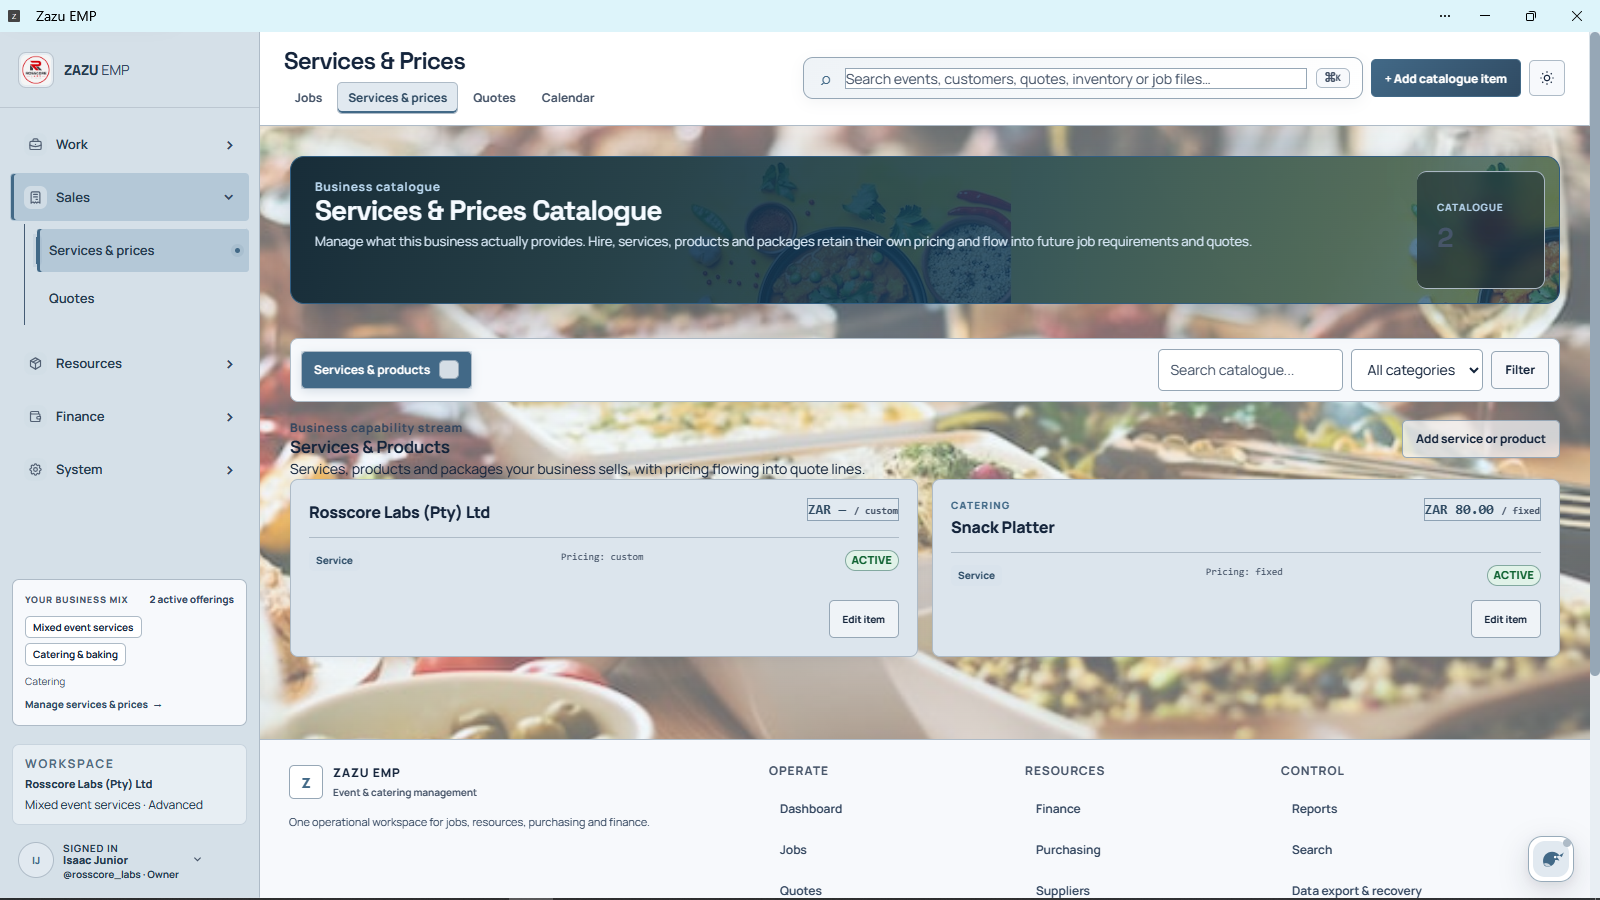 Zazu EMP
ZAZU EMP
Work
Sales
Services & prices
Quotes
Resources
Finance
System
YOUR BUSINESS MIX
2 active offerings
Mixed event services
Catering & baking
Catering
Manage services & prices →
WORKSPACE
Rosscore Labs (Pty) Ltd
Mixed event services · Advanced
IJ
SIGNED IN
Isaac Junior
@rosscore_labs · Owner
Services & Prices
Jobs
Services & prices
Quotes
Calendar
Search events, customers, quotes, inventory or job files...
⌘K
+ Add catalogue item
Business catalogue
Services & Prices Catalogue
Manage what this business actually provides. Hire, services, products and packages retain their own pricing and flow into future job requirements and quotes.
CATALOGUE
2
Services & products
Search catalogue...
All categories
Filter
Business capability stream
Services & Products
Services, products and packages your business sells, with pricing flowing into quote lines.
Add service or product
Rosscore Labs (Pty) Ltd
ZAR — / custom
Service
Pricing: custom
ACTIVE
Edit item
CATERING
Snack Platter
ZAR 80.00 / fixed
Service
Pricing: fixed
ACTIVE
Edit item
Z
ZAZU EMP
Event & catering management
One operational workspace for jobs, resources, purchasing and finance.
OPERATE
Dashboard
Jobs
Quotes
RESOURCES
Finance
Purchasing
Suppliers
CONTROL
Reports
Search
Data export & recovery